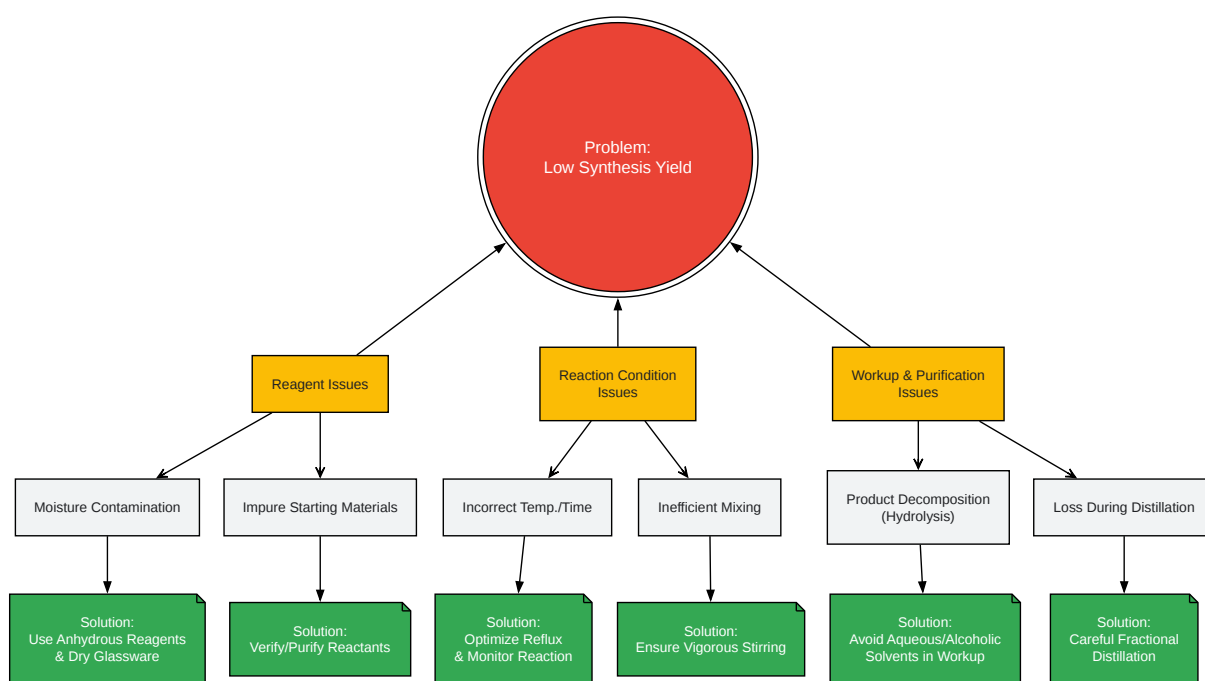 Problem:
Low Synthesis Yield
Reagent Issues
Reaction Condition
Issues
Workup & Purification
Issues
Moisture Contamination
Impure Starting Materials
Incorrect Temp./Time
Inefficient Mixing
Product Decomposition
(Hydrolysis)
Loss During Distillation
Solution:
Use Anhydrous Reagents
& Dry Glassware
Solution:
Verify/Purify Reactants
Solution:
Optimize Reflux
& Monitor Reaction
Solution:
Ensure Vigorous Stirring
Solution:
Avoid Aqueous/Alcoholic
Solvents in Workup
Solution:
Careful Fractional
Distillation